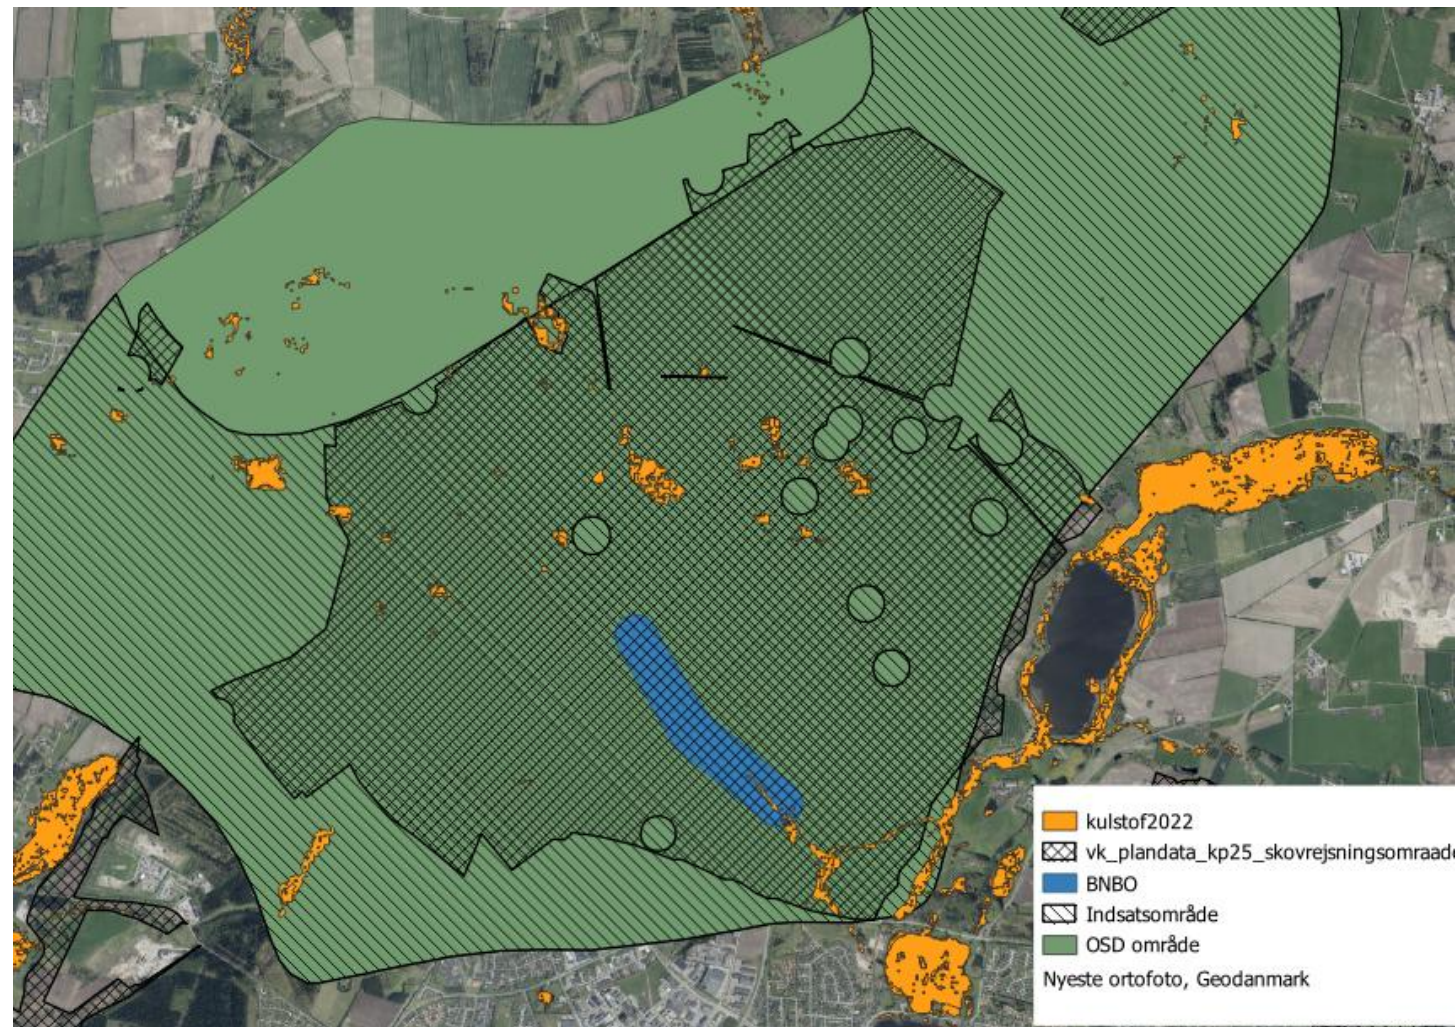 kulstof2022
vk_plandata_kp25_skovrejsningsomraade
BNBO
Indsatsområde
OSD område
Nyeste ortofoto, Geodanmark